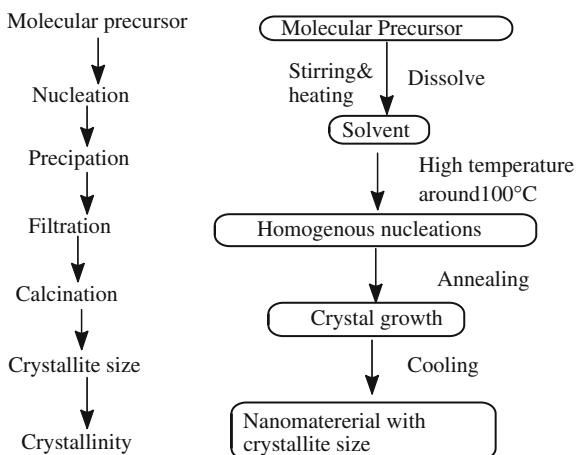 Molecular precursor
Nucleation
Precipation
Filtration
Calcination
Crystallite size
Crystallinity
Molecular Precursor
Stirring&
heating
Dissolve
Solvent
High temperature
around100°C
Homogenous nucleations
Annealing
Crystal growth
Cooling
Nanomatererial with
crystallite size